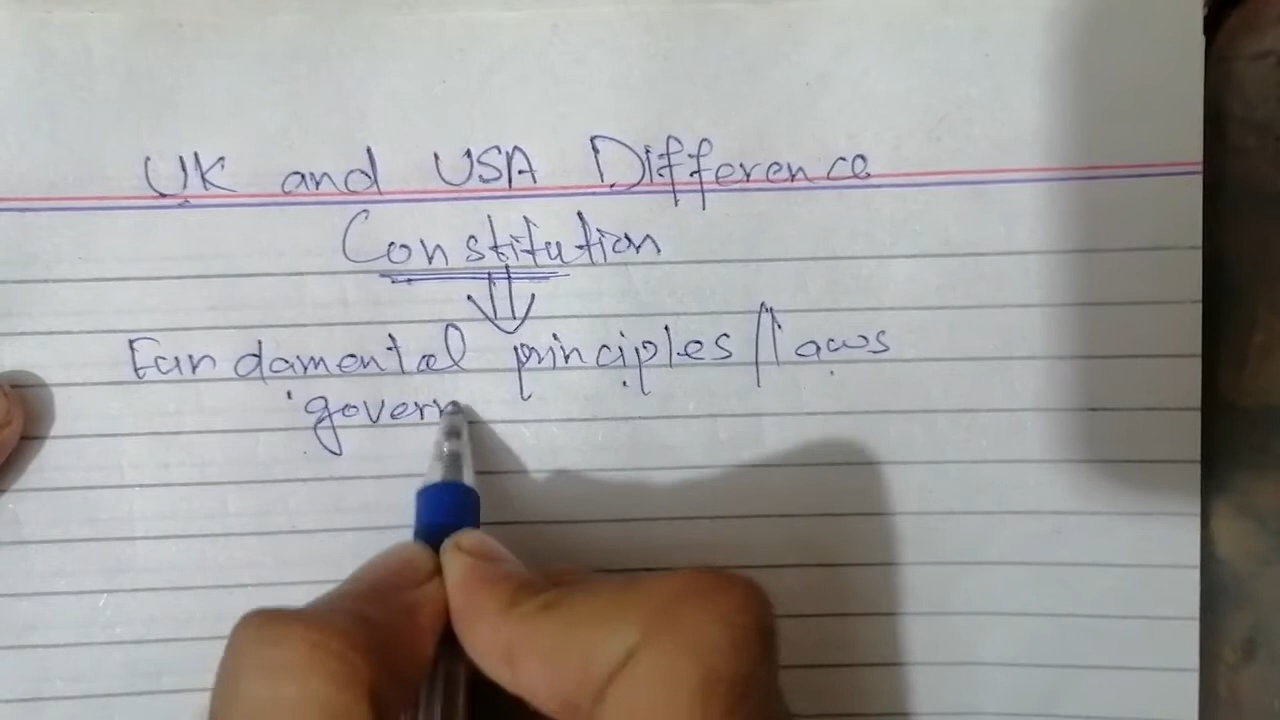 UK and USA Difference
Constitution
Fundamental principles/laws
govern